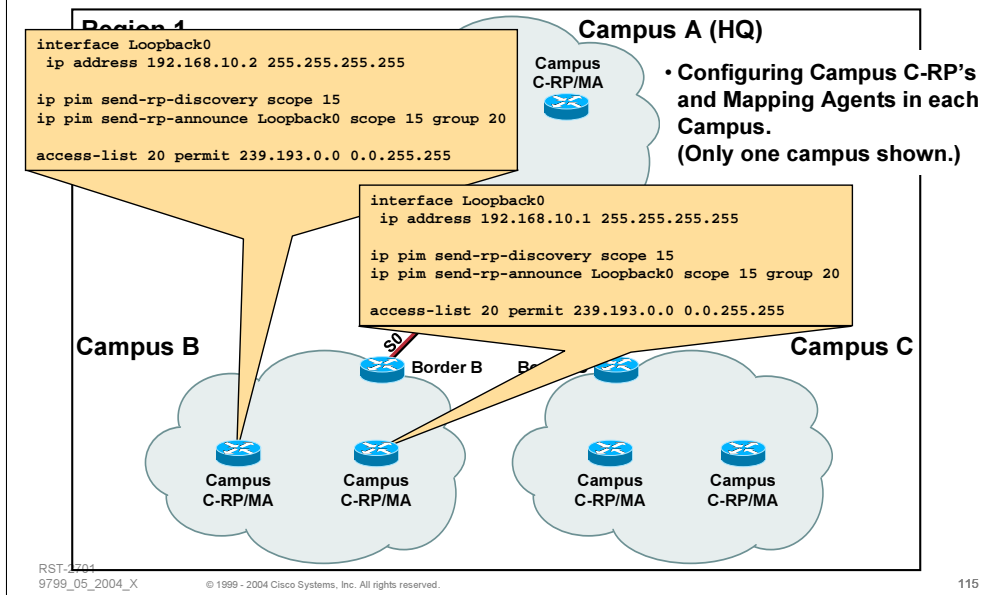 Region 1
Campus A (HQ)
interface Loopback0
ip address 192.168.10.2 255.255.255.255
ip pim send-rp-discovery scope 15
ip pim send-rp-announce Loopback0 scope 15 group 20
access-list 20 permit 239.193.0.0 0.0.255.255
Campus
C-RP/MA
• Configuring Campus C-RP's
and Mapping Agents in each
Campus.
(Only one campus shown.)
interface Loopback0
ip address 192.168.10.1 255.255.255.255
ip pim send-rp-discovery scope 15
ip pim send-rp-announce Loopback0 scope 15 group 20
access-list 20 permit 239.193.0.0 0.0.255.255
S0
Campus B
Campus C
Border B
Campus
C-RP/MA
Campus
C-RP/MA
Campus
C-RP/MA
Campus
C-RP/MA
RST-2701
9799_05_2004_X
© 1999 - 2004 Cisco Systems, Inc. All rights reserved.
115